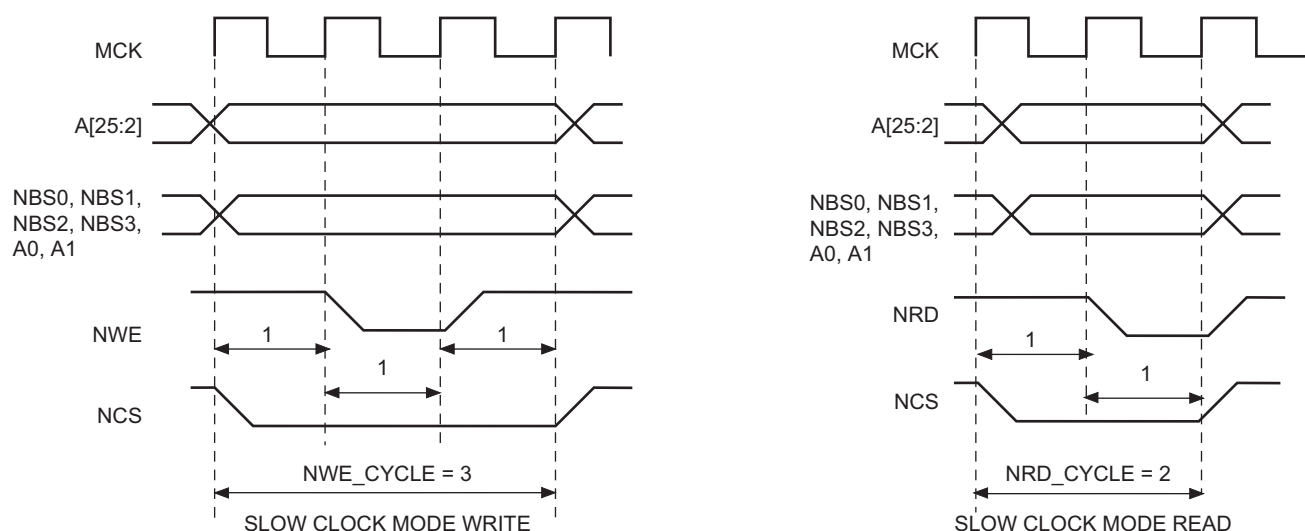 MCK
A[25:2]
NBS0, NBS1,
NBS2, NBS3,
A0, A1
NWE
1
1
1
NCS
NWE_CYCLE = 3
SLOW CLOCK MODE WRITE
MCK
A[25:2]
NBS0, NBS1,
NBS2, NBS3,
A0, A1
NRD
1
1
NCS
NRD_CYCLE = 2
SLOW CLOCK MODE READ